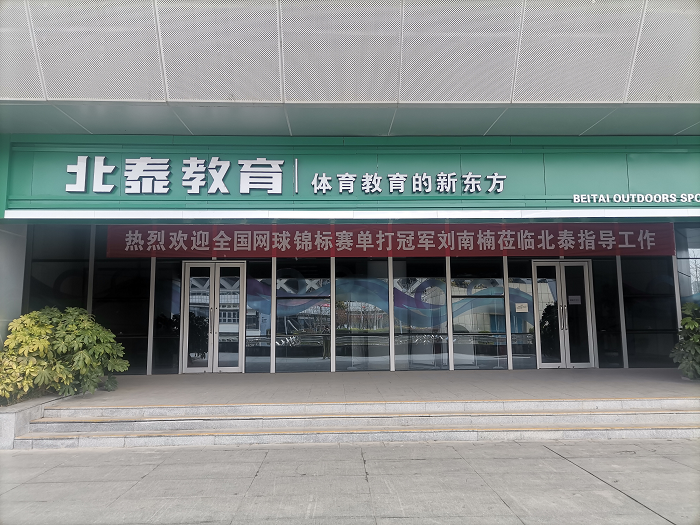 北泰教育 体育教育的新东方
BEITAI OUTDOORS SPO
热烈欢迎全国网球锦标赛单打冠军刘南楠莅临北泰指导工作